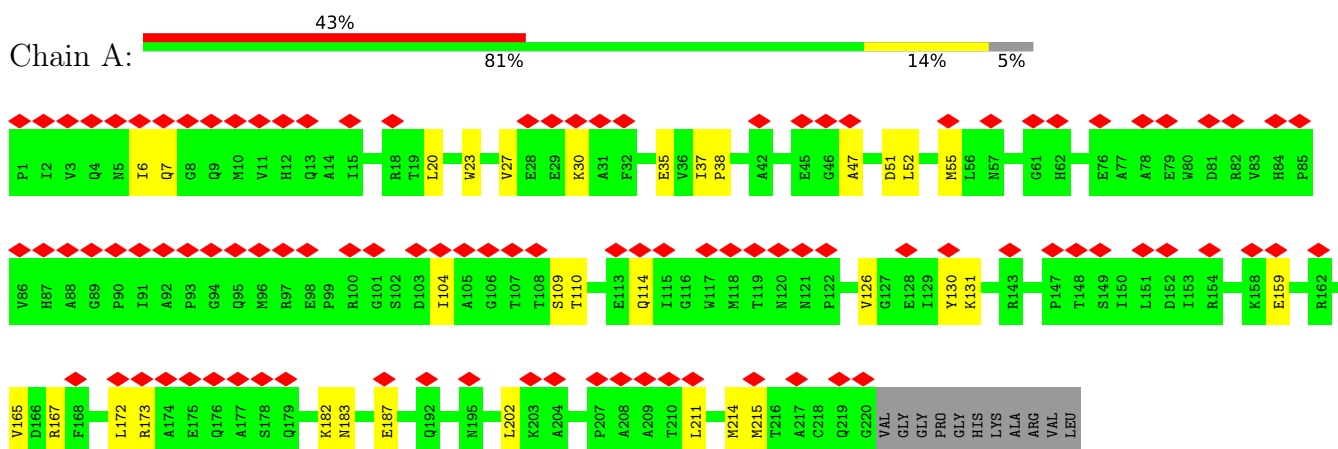 43%
Chain A:
81% 14% 5%
P1 I2 V3 Q4 N5 I6 Q7 G8 Q9 M10 V11 H12 Q13 A14 I15 R18 T19 L20 W23 V27 E28 E29 K30 A31 F32 E35 V36 I37 P38 A42 E45 G46 A47 D51 L52 M55 L56 N57 G61 H62 E76 A77 A78 E79 W80 D81 R82 V83 H84 P85
V86 H87 A88 G89 P90 I91 A92 P93 G94 Q95 M96 R97 E98 P99 R100 G101 S102 D103 I104 A105 G106 T107 T108 S109 T110 E113 Q114 I115 G116 W117 M118 T119 N120 N121 P122 V126 G127 E128 I129 Y130 K131 R143 P147 T148 S149 I150 L151 D152 I153 R154 K158 E159 R162
V165 D166 R167 F168 L172 R173 A174 E175 Q176 A177 S178 Q179 K182 N183 E187 Q192 N195 L202 K203 A204 P207 A208 A209 T210 L211 M214 M215 T216 A217 C218 Q219 G220 VAL GLY GLY PRO GLY HIS LYS ALA ARG VAL LEU